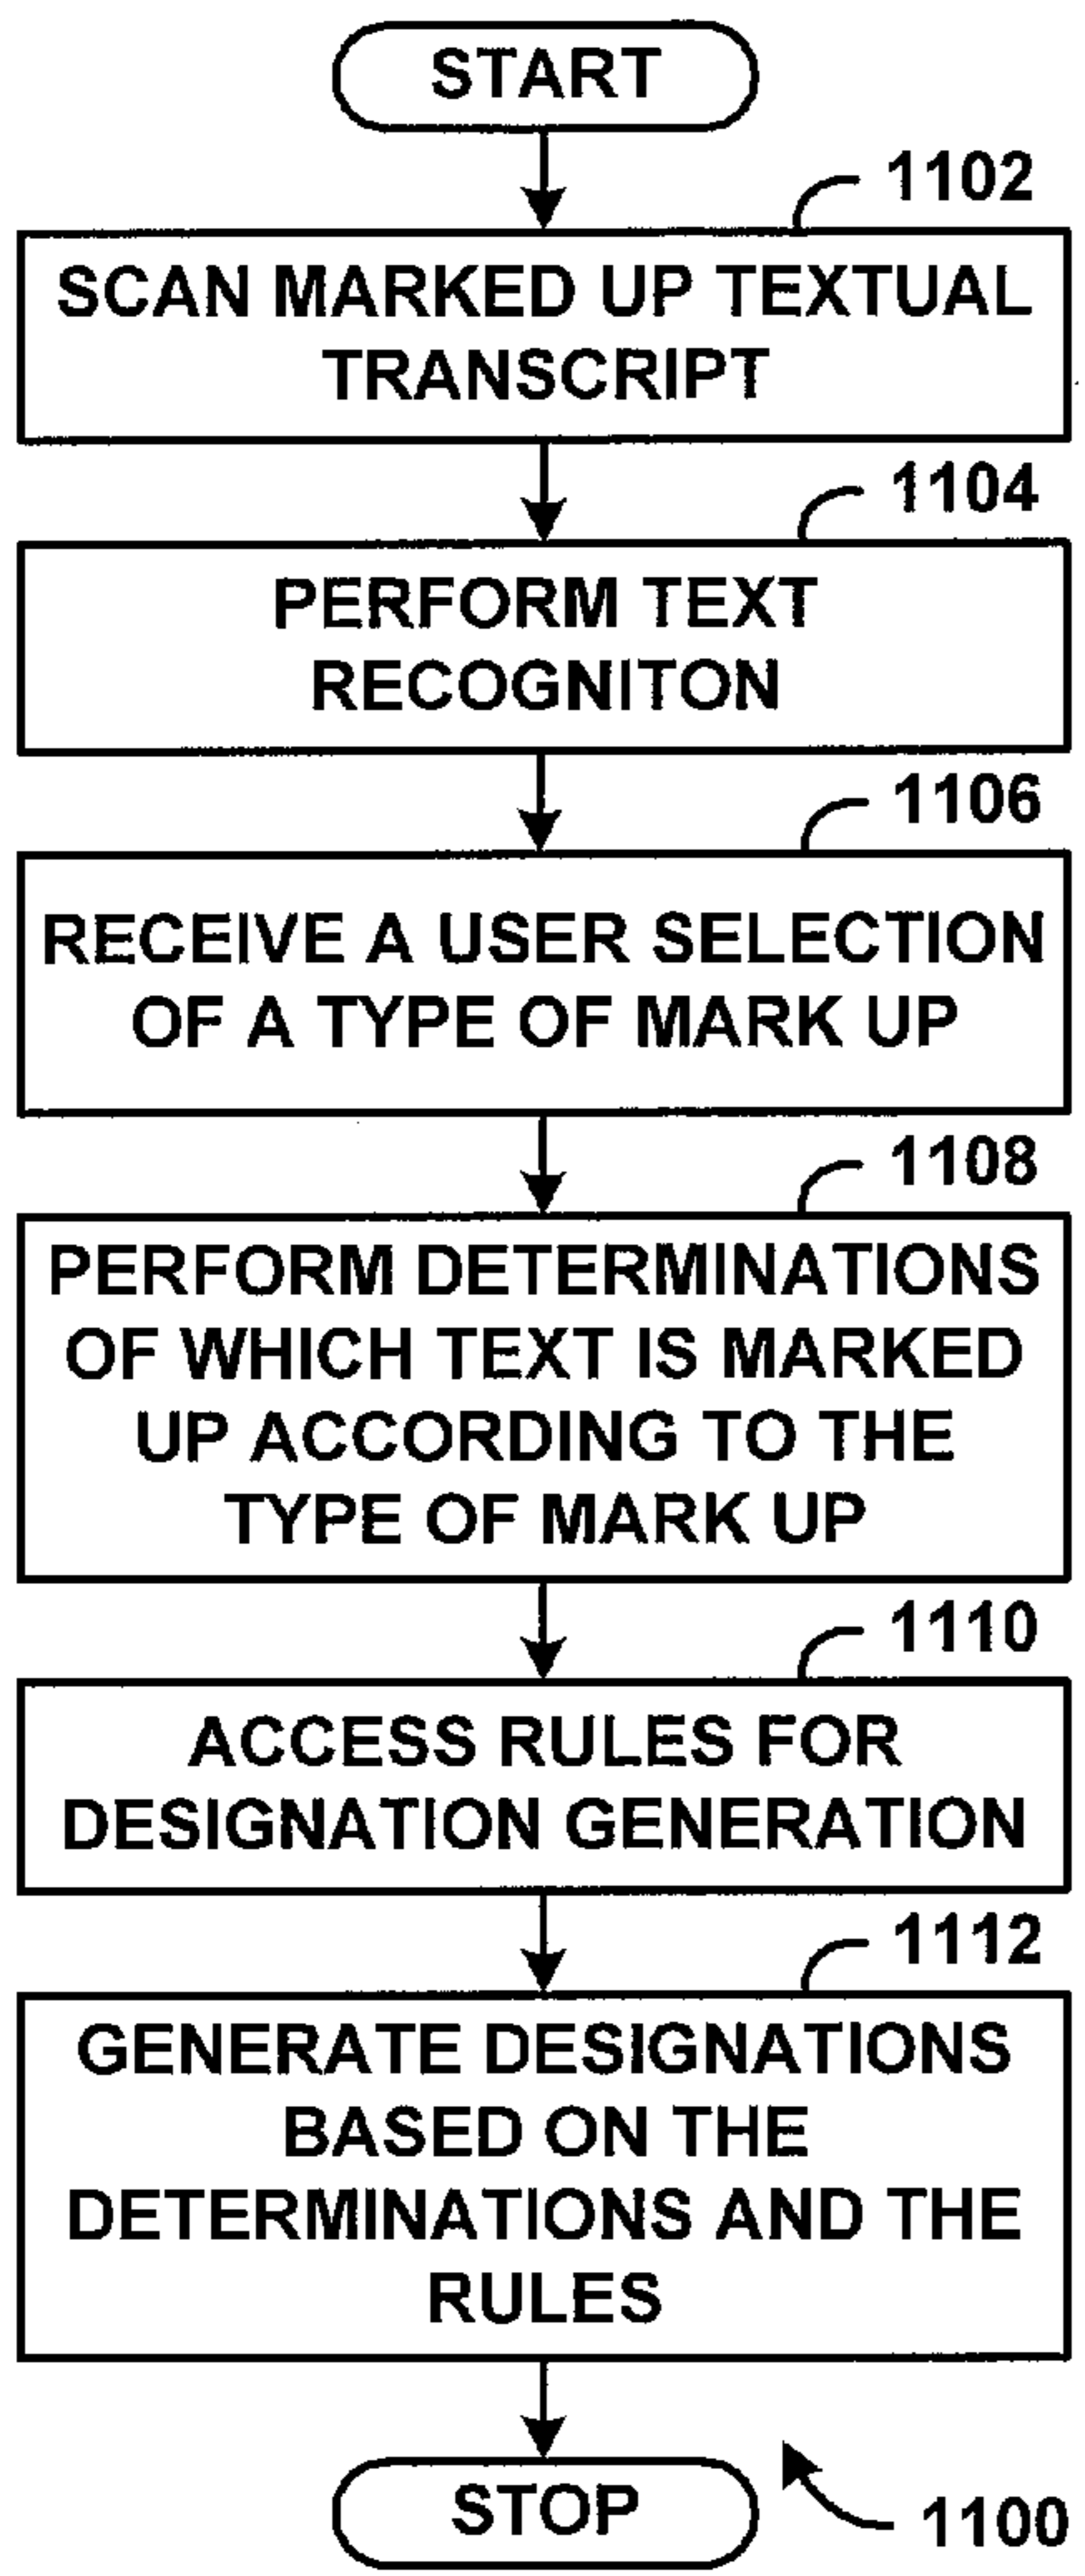 START
1102
SCAN MARKED UP TEXTUAL
TRANSCRIPT
1104
PERFORM TEXT
RECOGNITON
1106
RECEIVE A USER SELECTION
OF A TYPE OF MARK UP
1108
PERFORM DETERMINATIONS
OF WHICH TEXT IS MARKED
UP ACCORDING TO THE
TYPE OF MARK UP
1110
ACCESS RULES FOR
DESIGNATION GENERATION
1112
GENERATE DESIGNATIONS
BASED ON THE
DETERMINATIONS AND THE
RULES
STOP
1100